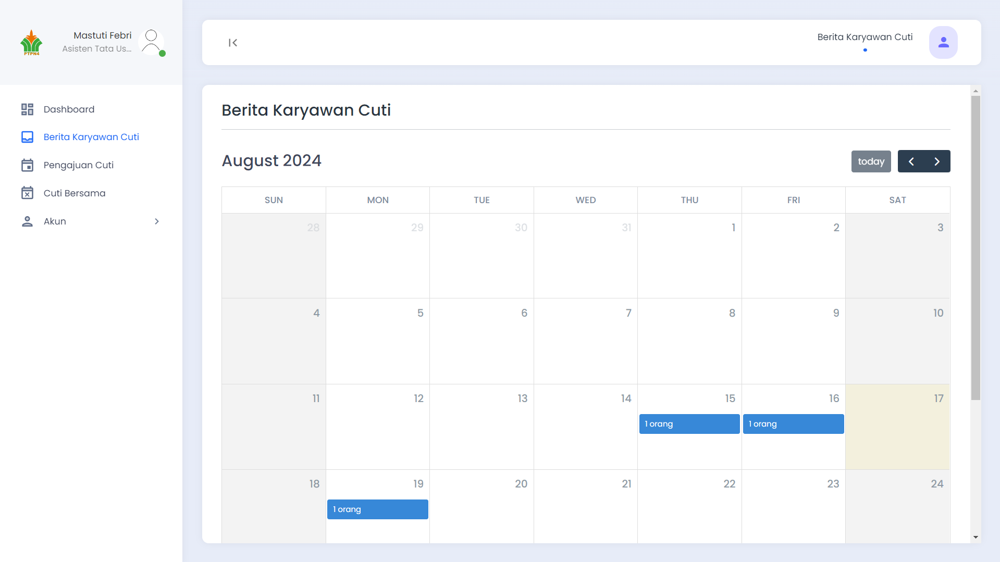 PTPN4
Mastuti Febri
Asisten Tata Us...
Dashboard
Berita Karyawan Cuti
Pengajuan Cuti
Cuti Bersama
Akun
Berita Karyawan Cuti
Berita Karyawan Cuti
August 2024
today
SUN MON TUE WED THU FRI SAT
28 29 30 31 1 2 3
4 5 6 7 8 9 10
11 12 13 14 15 16 17
1 orang 1 orang
18 19 20 21 22 23 24
1 orang